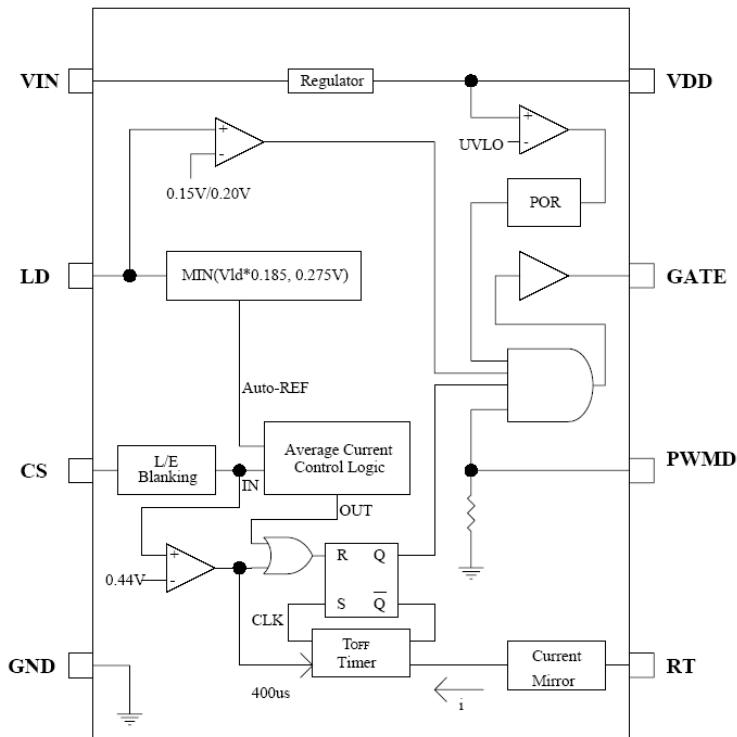 VIN
Regulator
VDD
+
-
0.15V/0.20V
+
-
UVLO
POR
LD
MIN(Vld*0.185, 0.275V)
GATE
Auto-REF
CS
L/E
Blanking
IN
Average Current
Control Logic
PWMD
OUT
+
-
0.44V
R Q
S Q̅
CLK
GND
TOFF
Timer
400us
i
Current
Mirror
RT